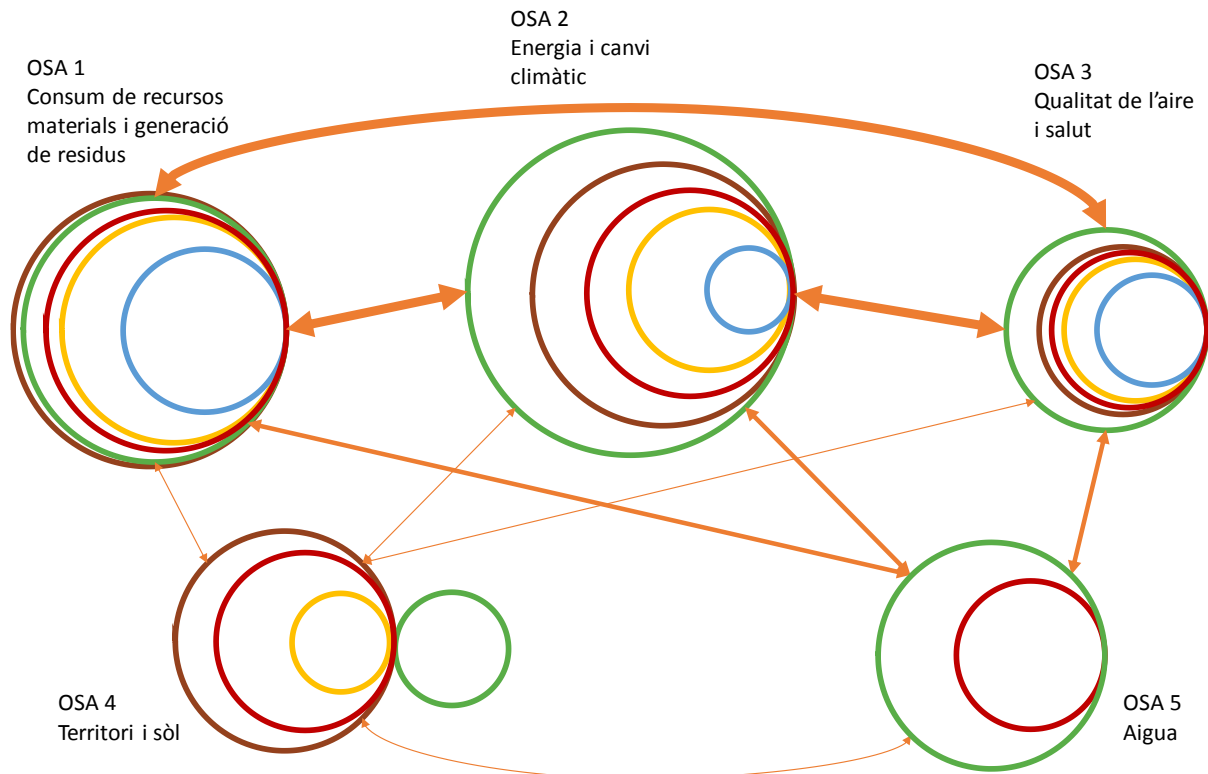 OSA 1
Consum de recursos
materials i generació
de residus
OSA 2
Energia i canvi
climàtic
OSA 3
Qualitat de l’aire
i salut
OSA 4
Territori i sòl
OSA 5
Aigua